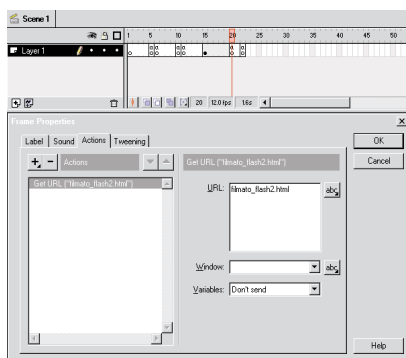 Scene 1
1 5 10 15 20 25 30 35 40 45 50
Layer 1
20 12.0 fps 1.6s
Frame Properties
Label Sound Actions Tweening OK
Actions Get URL ("filmato_flash2.html") Cancel
Get URL ("filmato_flash2.html")
URL: filmato_flash2.html abc
Window: abc
Variables: Don't send
Help